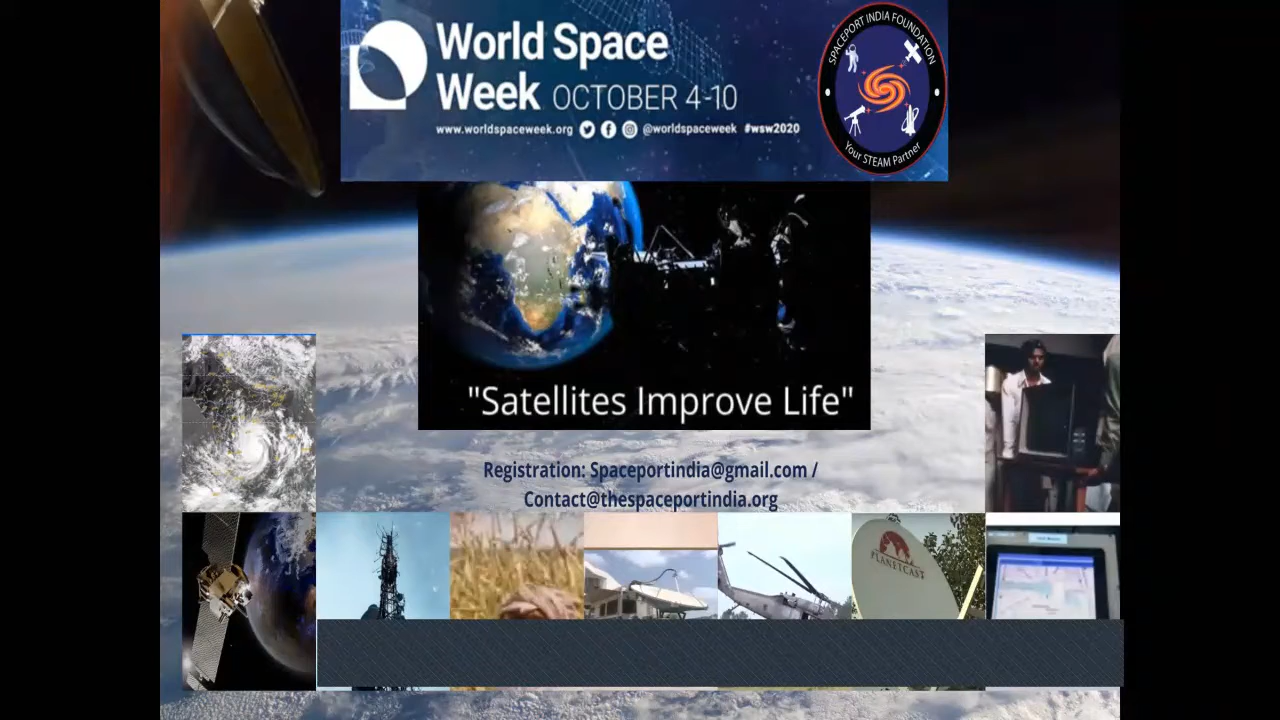 World Space
Week OCTOBER 4-10
www.worldspaceweek.org @worldspaceweek #wsw2020
SPACEPORT INDIA FOUNDATION
Your STEAM Partner
"Satellites Improve Life"
Registration: Spaceportindia@gmail.com /
Contact@thespaceportindia.org
PLANETCAST